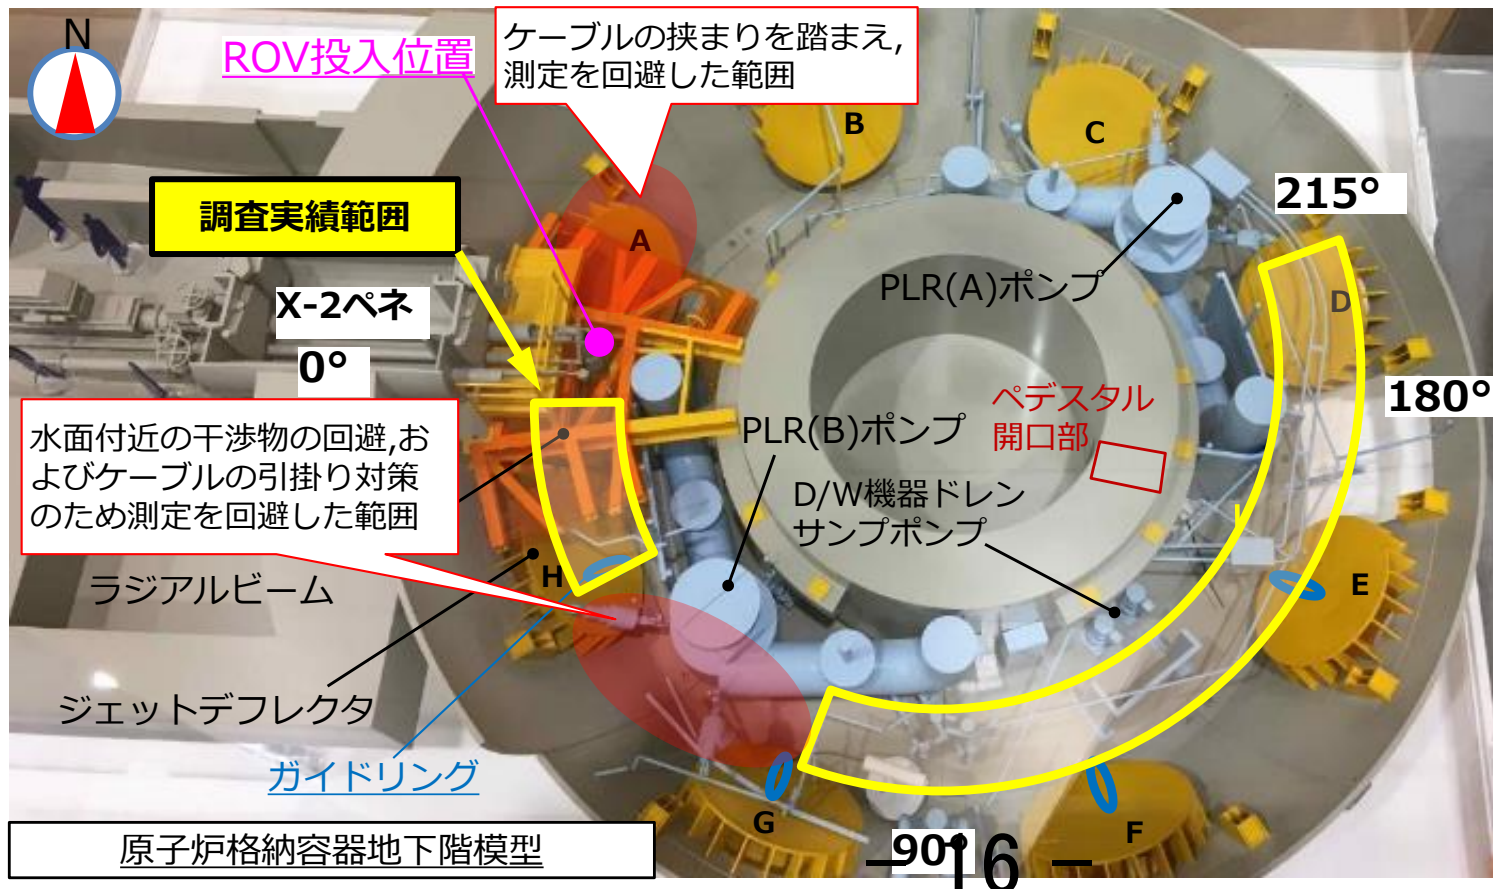 N
ROV投入位置
ケーブルの挟まりを踏まえ,
測定を回避した範囲
B
C
調査実績範囲
A
215°
PLR(A)ポンプ
D
X-2ペネ
0°
180°
水面付近の干渉物の回避,お
よびケーブルの引掛り対策
のため測定を回避した範囲
PLR(B)ポンプ
ペデスタル
開口部
D/W機器ドレン
サンプポンプ
H
E
ラジアルビーム
ジェットデフレクタ
ガイドリング
G
F
原子炉格納容器地下階模型
90°
- 16 -